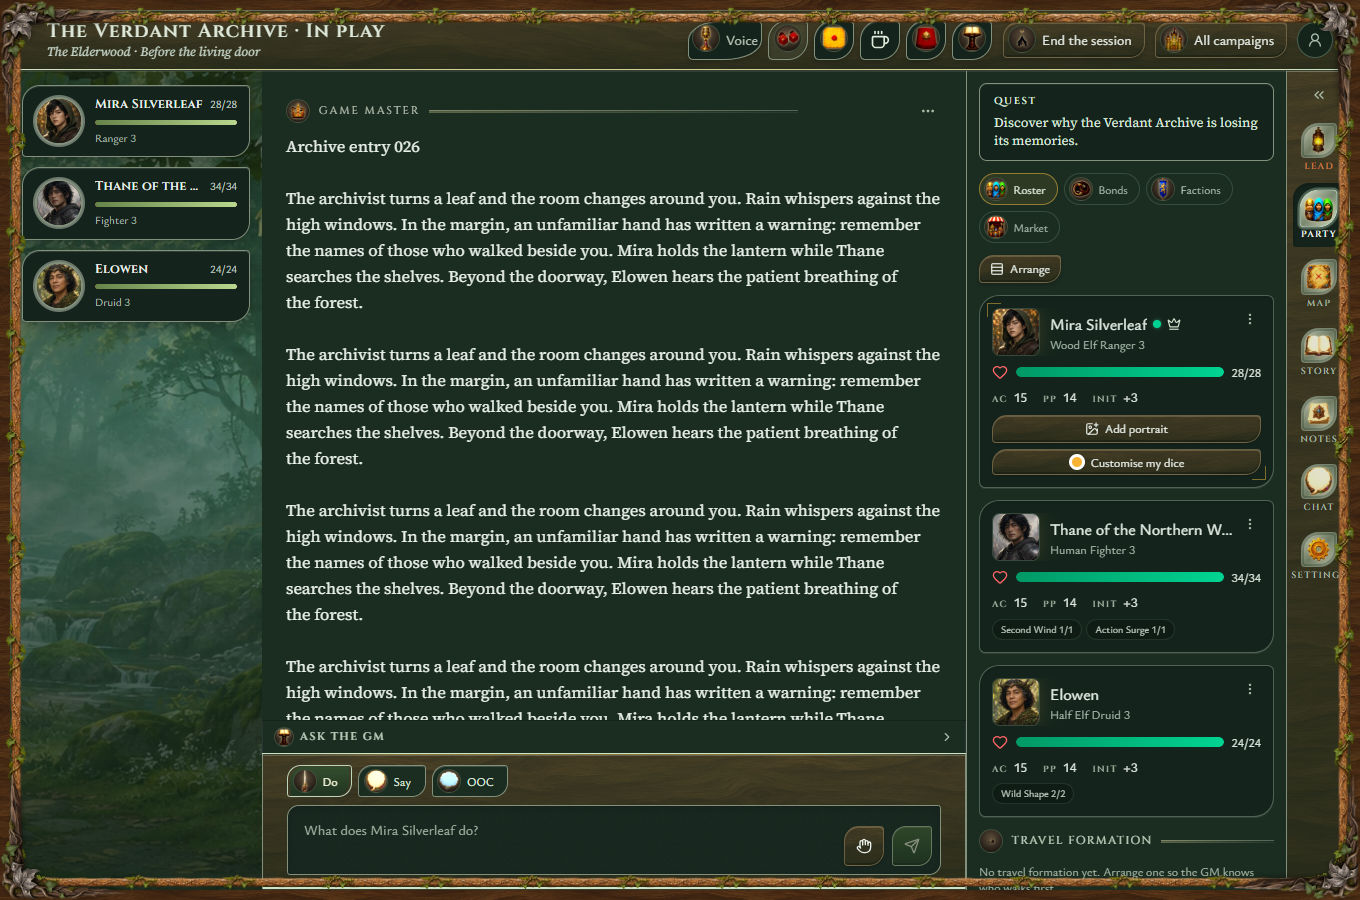 The Verdant Archive · In play
The Elderwood · Before the living door
Voice
End the session
All campaigns
Mira Silverleaf 28/28
Ranger 3
Thane of the ... 34/34
Fighter 3
Elowen 24/24
Druid 3
Game Master
Archive entry 026
The archivist turns a leaf and the room changes around you. Rain whispers against the
high windows. In the margin, an unfamiliar hand has written a warning: remember
the names of those who walked beside you. Mira holds the lantern while Thane
searches the shelves. Beyond the doorway, Elowen hears the patient breathing of
the forest.
The archivist turns a leaf and the room changes around you. Rain whispers against the
high windows. In the margin, an unfamiliar hand has written a warning: remember
the names of those who walked beside you. Mira holds the lantern while Thane
searches the shelves. Beyond the doorway, Elowen hears the patient breathing of
the forest.
The archivist turns a leaf and the room changes around you. Rain whispers against the
high windows. In the margin, an unfamiliar hand has written a warning: remember
the names of those who walked beside you. Mira holds the lantern while Thane
searches the shelves. Beyond the doorway, Elowen hears the patient breathing of
the forest.
The archivist turns a leaf and the room changes around you. Rain whispers against the
high windows. In the margin, an unfamiliar hand has written a warning: remember
the names of those who walked beside you. Mira holds the lantern while Thane
Ask the GM
Do
Say
OOC
What does Mira Silverleaf do?
Quest
Discover why the Verdant Archive is losing
its memories.
Roster
Bonds
Factions
Market
Arrange
Mira Silverleaf
Wood Elf Ranger 3
28/28
AC 15 PP 14 INIT +3
Add portrait
Customise my dice
Thane of the Northern W...
Human Fighter 3
34/34
AC 15 PP 14 INIT +3
Second Wind 1/1
Action Surge 1/1
Elowen
Half Elf Druid 3
24/24
AC 15 PP 14 INIT +3
Wild Shape 2/2
Travel Formation
No travel formation yet. Arrange one so the GM knows
who walks first.
Lead
Party
Map
Story
Notes
Chat
Setting